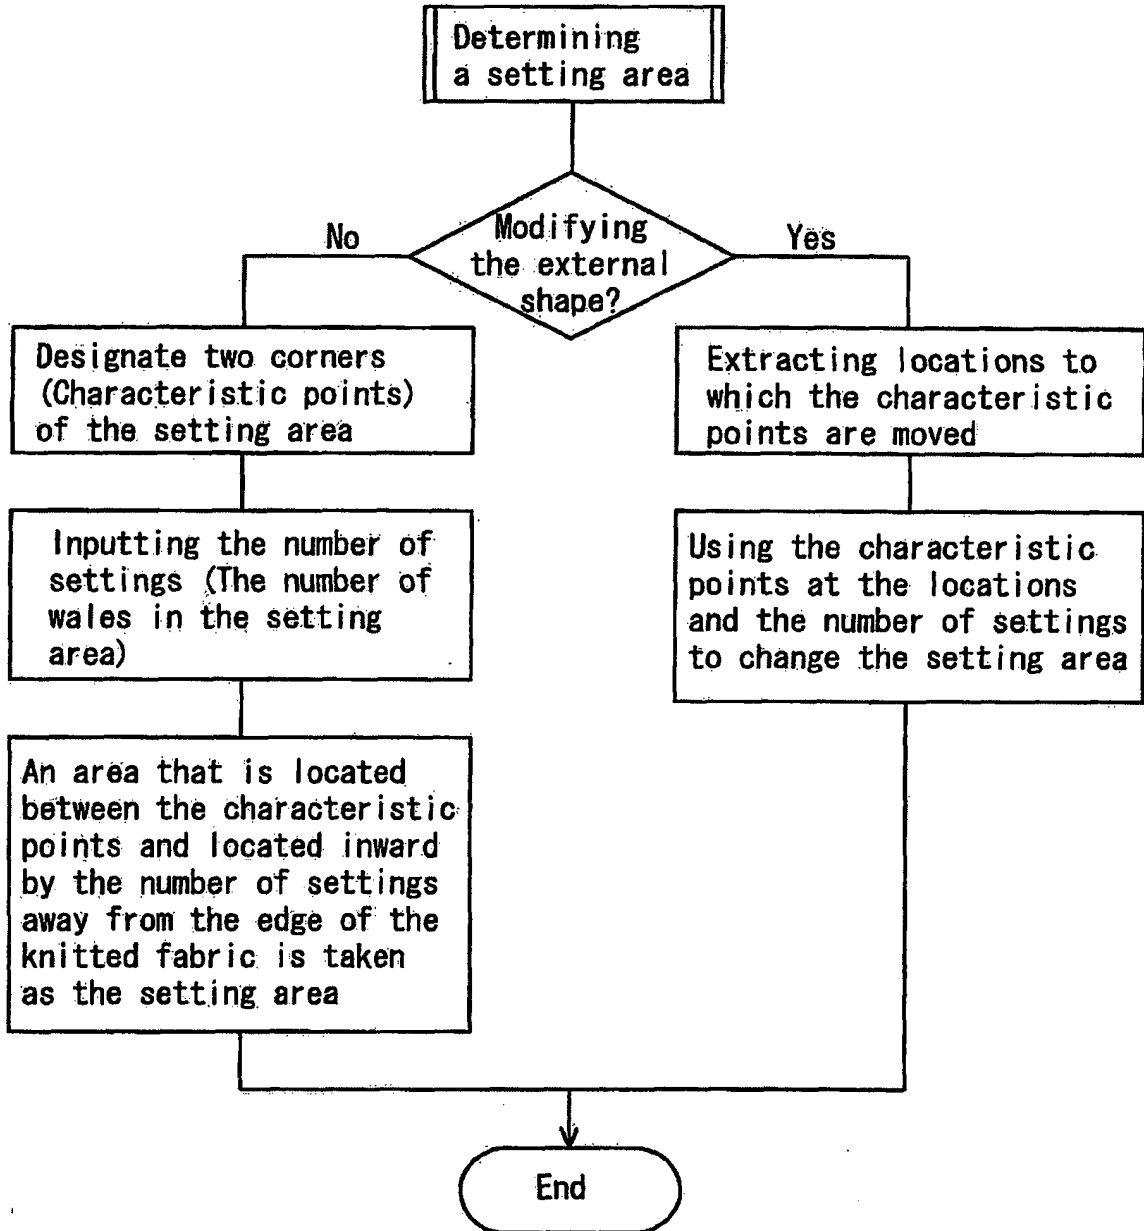 Determining
a setting area
Modifying
the external
shape?
No
Yes
Designate two corners
(Characteristic points)
of the setting area
Inputting the number of
settings (The number of
wales in the setting
area)
An area that is located
between the characteristic
points and located inward
by the number of settings
away from the edge of the
knitted fabric is taken
as the setting area
Extracting locations to
which the characteristic
points are moved
Using the characteristic
points at the locations
and the number of settings
to change the setting area
End